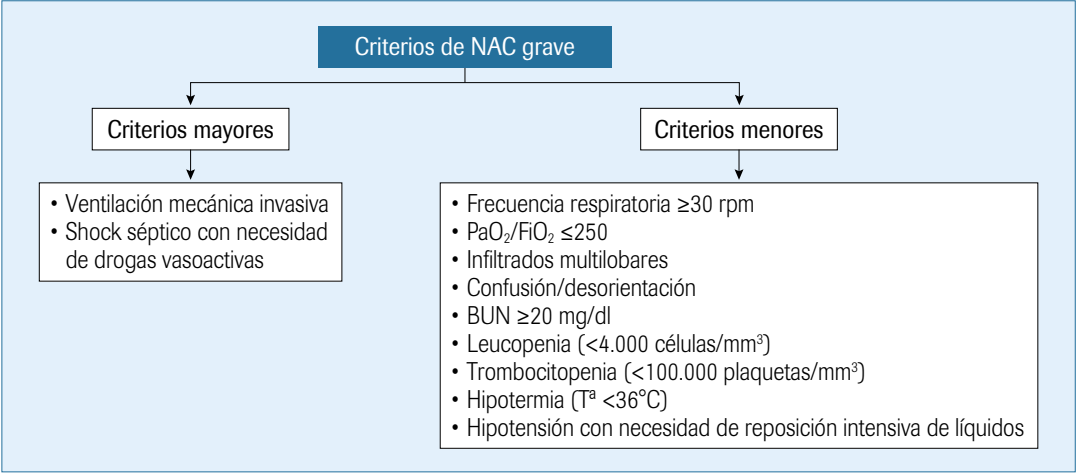 Criterios de NAC grave
Criterios mayores
Criterios menores
• Ventilación mecánica invasiva
• Shock séptico con necesidad
de drogas vasoactivas
• Frecuencia respiratoria ≥30 rpm
• PaO₂/FiO₂ ≤250
• Infiltrados multilobares
• Confusión/desorientación
• BUN ≥20 mg/dl
• Leucopenia (<4.000 células/mm³)
• Trombocitopenia (<100.000 plaquetas/mm³)
• Hipotermia (Tª <36°C)
• Hipotensión con necesidad de reposición intensiva de líquidos